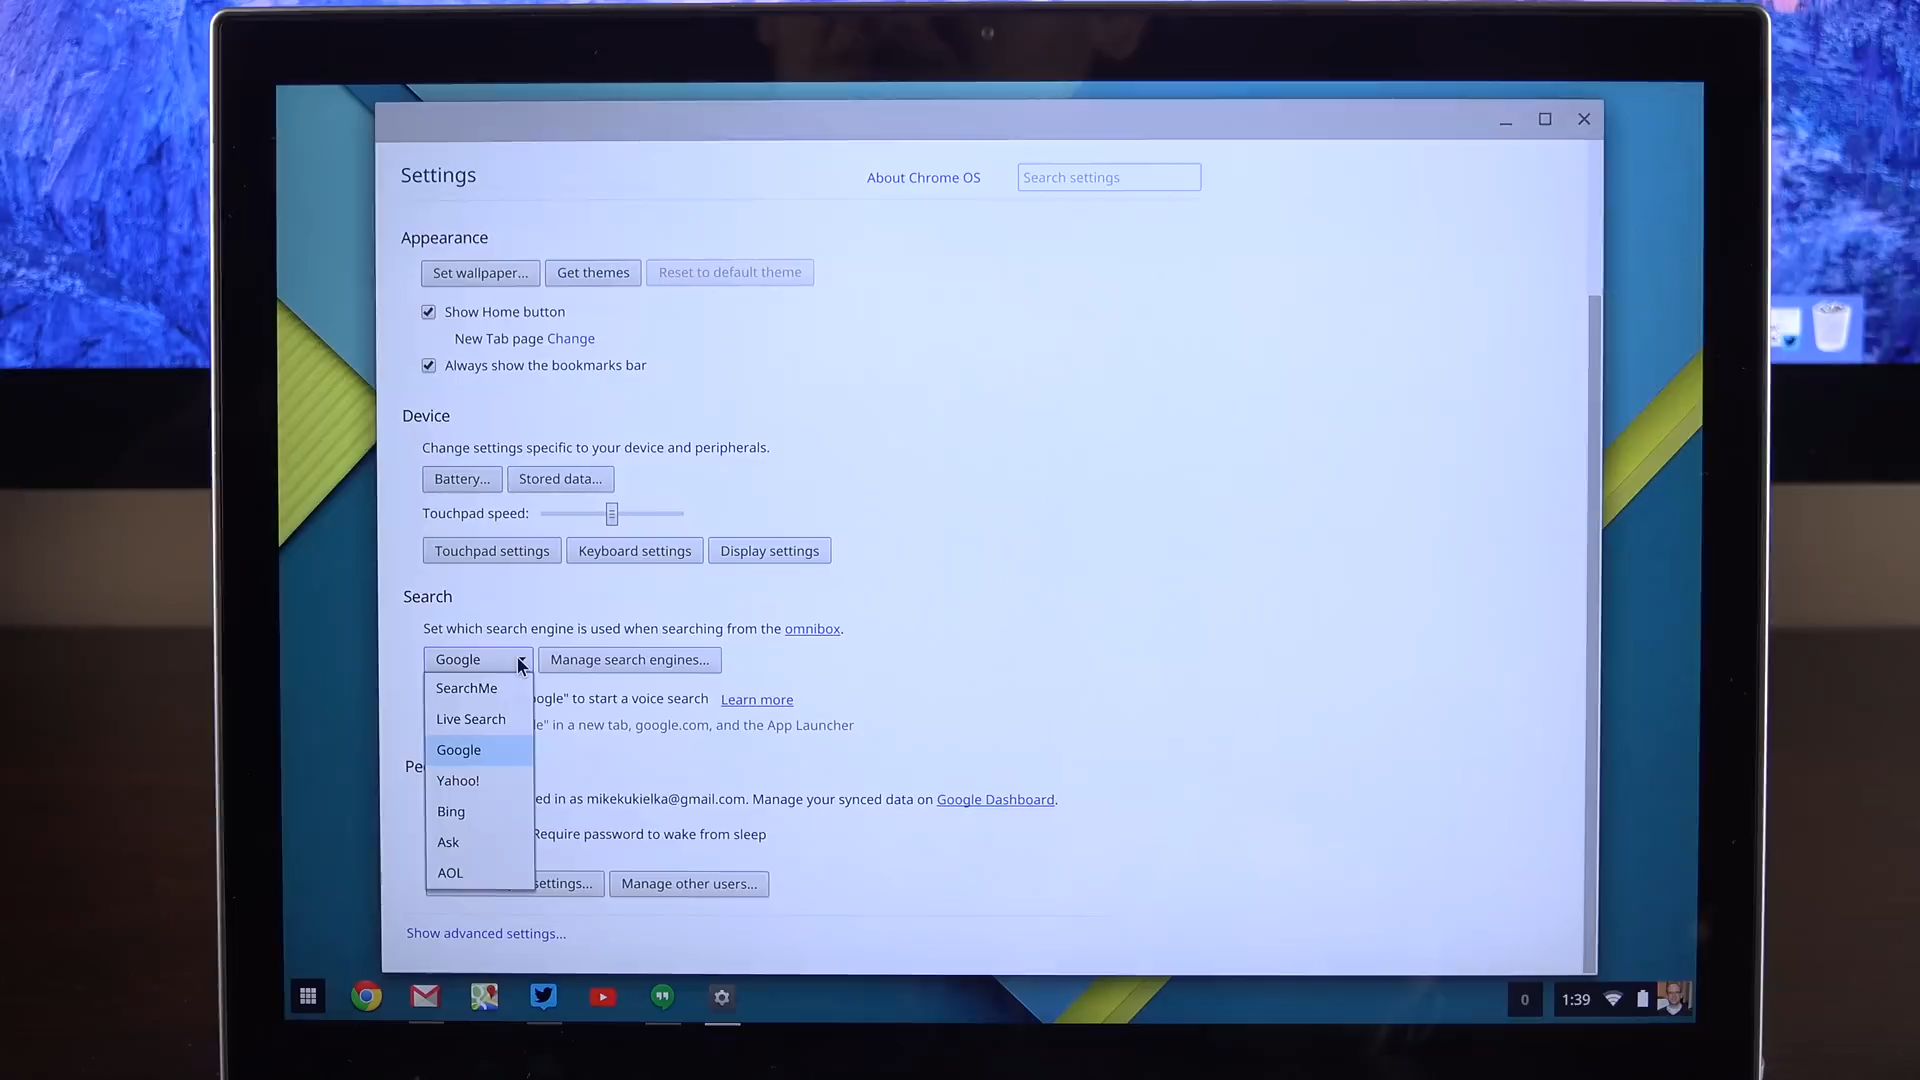 Settings
About Chrome OS
Search settings
Appearance
Set wallpaper...
Get themes
Reset to default theme
Show Home button
New Tab page Change
Always show the bookmarks bar
Device
Change settings specific to your device and peripherals.
Battery...
Stored data...
Touchpad speed:
Touchpad settings
Keyboard settings
Display settings
Search
Set which search engine is used when searching from the omnibox.
Google
Manage search engines...
SearchMe
ogle" to start a voice search Learn more
Live Search
le" in a new tab, google.com, and the App Launcher
Google
Pe
Yahoo!
ed in as mikekukielka@gmail.com. Manage your synced data on Google Dashboard.
Bing
Require password to wake from sleep
Ask
AOL
settings...
Manage other users...
Show advanced settings...
0
1:39